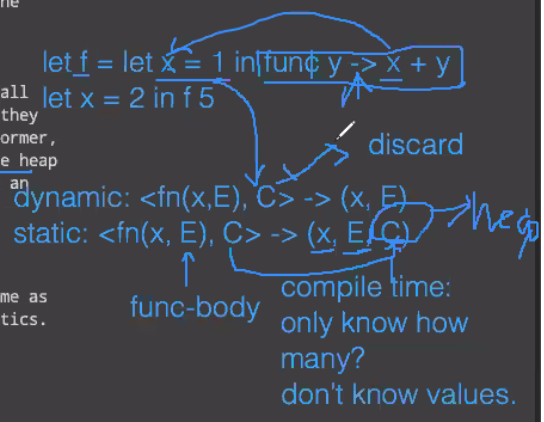 ne
let f = let x = 1 in func y -> x + y
all
let x = 2 in f 5
they
ormer,
e heap
an
discard
dynamic: <fn(x,E), C> -> (x, E)
static: <fn(x, E), C> -> (x, E, C)
heap
me as
tics.
func-body
compile time:
only know how
many?
don't know values.